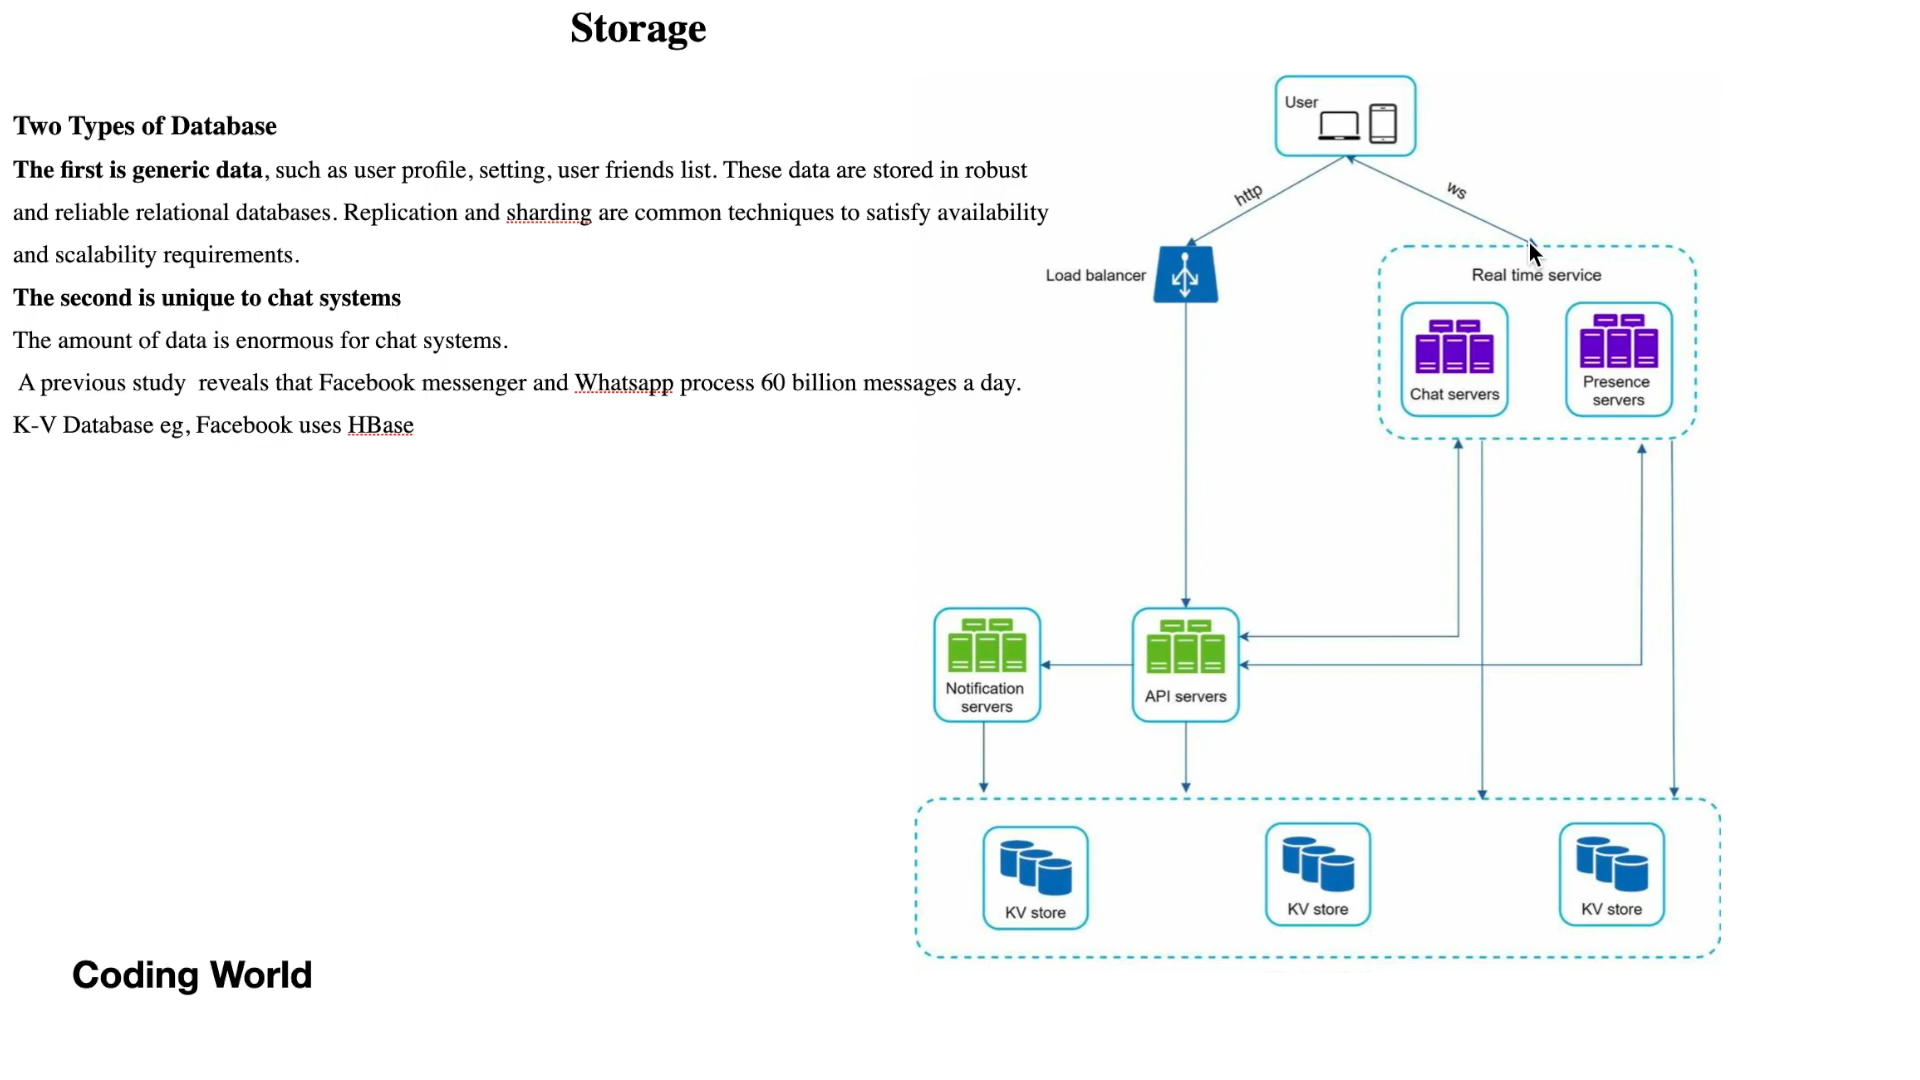 Storage
Two Types of Database
The first is generic data, such as user profile, setting, user friends list. These data are stored in robust
and reliable relational databases. Replication and sharding are common techniques to satisfy availability
and scalability requirements.
The second is unique to chat systems
The amount of data is enormous for chat systems.
A previous study  reveals that Facebook messenger and Whatsapp process 60 billion messages a day.
K-V Database eg, Facebook uses HBase
User
http
ws
Load balancer
Real time service
Chat servers
Presence
servers
Notification
servers
API servers
KV store
KV store
KV store
Coding World